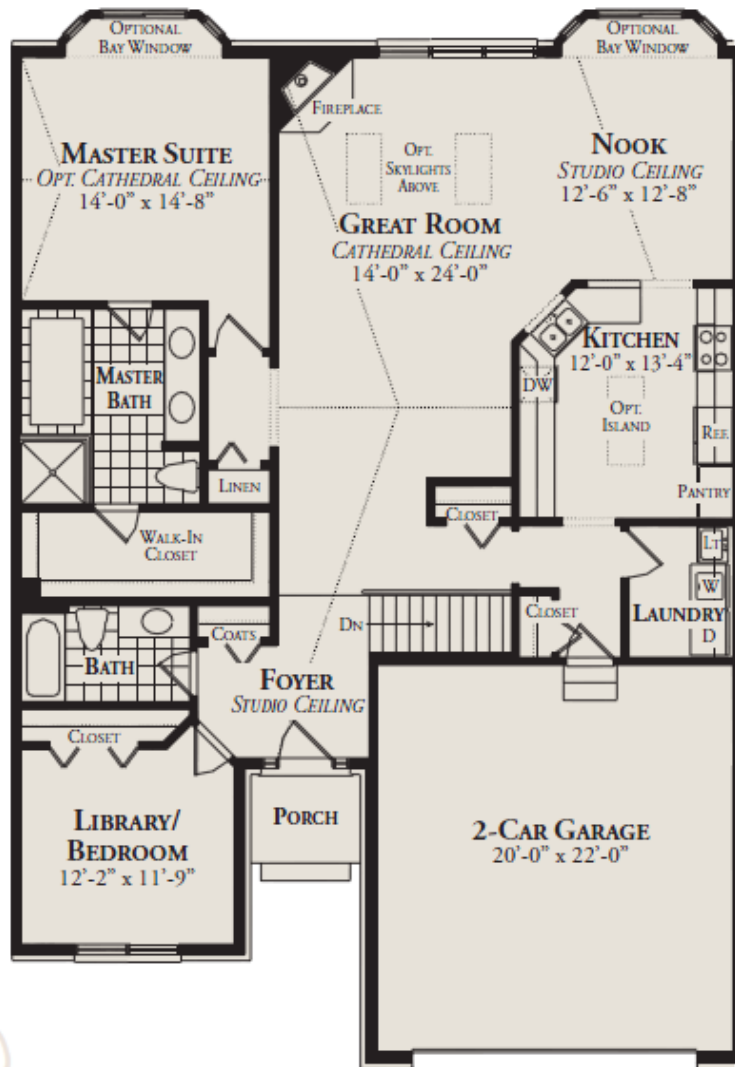 OPTIONAL
BAY WINDOW
OPTIONAL
BAY WINDOW
FIREPLACE
MASTER SUITE
OPT. CATHEDRAL CEILING
14'-0" x 14'-8"
OPT.
SKYLIGHTS
ABOVE
NOOK
STUDIO CEILING
12'-6" x 12'-8"
GREAT ROOM
CATHEDRAL CEILING
14'-0" x 24'-0"
KITCHEN
12'-0" x 13'-4"
MASTER
BATH
DW
OPT.
ISLAND
REF.
LINEN
PANTRY
CLOSET
WALK-IN
CLOSET
LT
W
LAUNDRY
D
CLOSET
DN
COATS
BATH
FOYER
STUDIO CEILING
CLOSET
PORCH
LIBRARY/
BEDROOM
12'-2" x 11'-9"
2-CAR GARAGE
20'-0" x 22'-0"